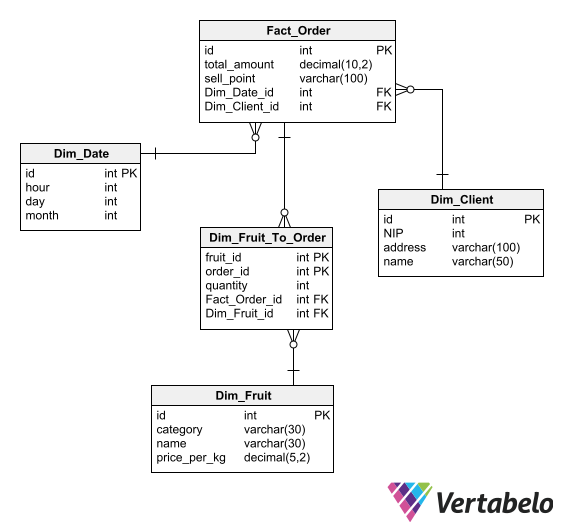 Fact_Order
id int PK
total_amount decimal(10,2)
sell_point varchar(100)
Dim_Date_id int FK
Dim_Client_id int FK
Dim_Date
id int PK
hour int
day int
month int
Dim_Client
id int PK
NIP int
address varchar(100)
name varchar(50)
Dim_Fruit_To_Order
fruit_id int PK
order_id int PK
quantity int
Fact_Order_id int FK
Dim_Fruit_id int FK
Dim_Fruit
id int PK
category varchar(30)
name varchar(30)
price_per_kg decimal(5,2)
Vertabelo